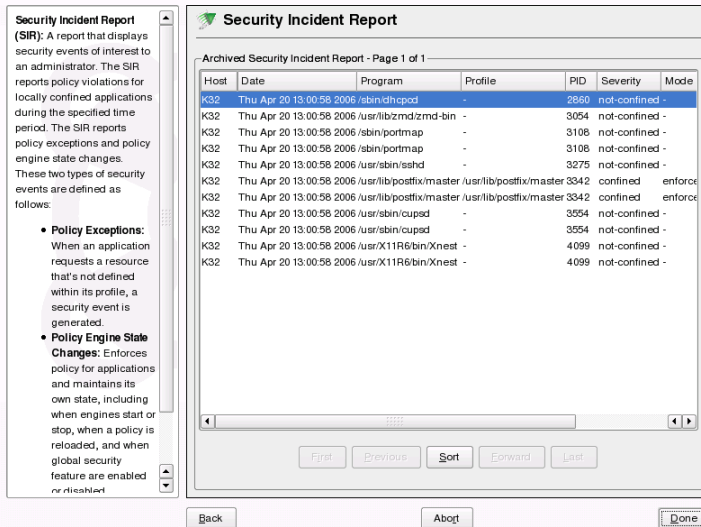 Security Incident Report
(SIR): A report that displays
security events of interest to
an administrator. The SIR
reports policy violations for
locally confined applications
during the specified time
period. The SIR reports
policy exceptions and policy
engine state changes.
These two types of security
events are defined as
follows:
• Policy Exceptions:
When an application
requests a resource
that's not defined
within its profile, a
security event is
generated.
• Policy Engine State
Changes: Enforces
policy for applications
and maintains its
own state, including
when engines start or
stop, when a policy is
reloaded, and when
global security
feature are enabled
or disabled
Security Incident Report
Archived Security Incident Report - Page 1 of 1
Host Date Program Profile PID Severity Mode
K32 Thu Apr 20 13:00:58 2006 /sbin/dhcpcd - 2860 not-confined -
K32 Thu Apr 20 13:00:58 2006 /usr/lib/zmd/zmd-bin - 3054 not-confined -
K32 Thu Apr 20 13:00:58 2006 /sbin/portmap - 3108 not-confined -
K32 Thu Apr 20 13:00:58 2006 /sbin/portmap - 3108 not-confined -
K32 Thu Apr 20 13:00:58 2006 /usr/sbin/sshd - 3275 not-confined -
K32 Thu Apr 20 13:00:58 2006 /usr/lib/postfix/master /usr/lib/postfix/master 3342 confined enforce
K32 Thu Apr 20 13:00:58 2006 /usr/lib/postfix/master /usr/lib/postfix/master 3342 confined enforce
K32 Thu Apr 20 13:00:58 2006 /usr/sbin/cupsd - 3554 not-confined -
K32 Thu Apr 20 13:00:58 2006 /usr/sbin/cupsd - 3554 not-confined -
K32 Thu Apr 20 13:00:58 2006 /usr/X11R6/bin/Xnest - 4099 not-confined -
K32 Thu Apr 20 13:00:58 2006 /usr/X11R6/bin/Xnest - 4099 not-confined -
First Previous Sort Forward Last
Back Abort Done